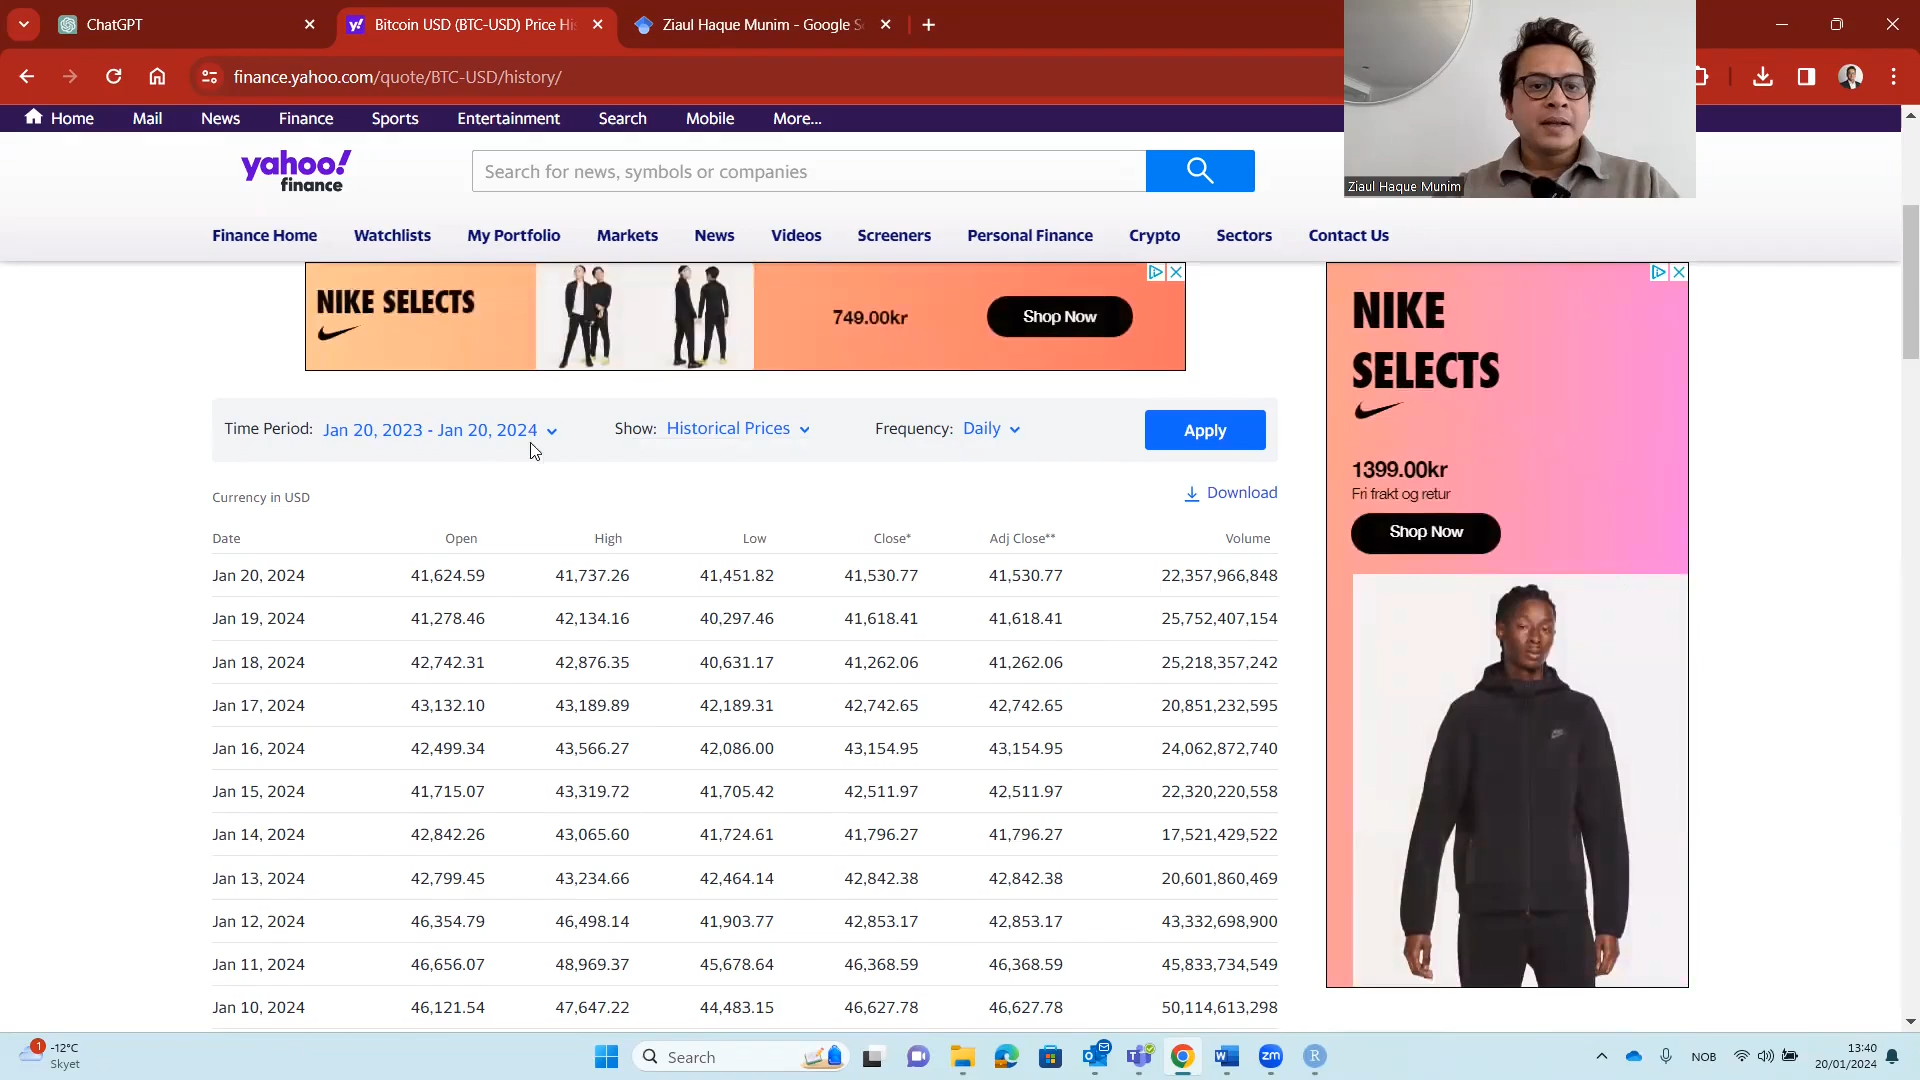 ChatGPT
Bitcoin USD (BTC-USD) Price His
Ziaul Haque Munim - Google S
finance.yahoo.com/quote/BTC-USD/history/
Home Mail News Finance Sports Entertainment Search Mobile More...
yahoo!
finance
Search for news, symbols or companies
Ziaul Haque Munim
Finance Home Watchlists My Portfolio Markets News Videos Screeners Personal Finance Crypto Sectors Contact Us
NIKE SELECTS
749.00kr
Shop Now
NIKE
SELECTS
1399.00kr
Fri frakt og retur
Shop Now
Time Period: Jan 20, 2023 - Jan 20, 2024 Show: Historical Prices Frequency: Daily Apply
Currency in USD Download
Date Open High Low Close* Adj Close** Volume
Jan 20, 2024 41,624.59 41,737.26 41,451.82 41,530.77 41,530.77 22,357,966,848
Jan 19, 2024 41,278.46 42,134.16 40,297.46 41,618.41 41,618.41 25,752,407,154
Jan 18, 2024 42,742.31 42,876.35 40,631.17 41,262.06 41,262.06 25,218,357,242
Jan 17, 2024 43,132.10 43,189.89 42,189.31 42,742.65 42,742.65 20,851,232,595
Jan 16, 2024 42,499.34 43,566.27 42,086.00 43,154.95 43,154.95 24,062,872,740
Jan 15, 2024 41,715.07 43,319.72 41,705.42 42,511.97 42,511.97 22,320,220,558
Jan 14, 2024 42,842.26 43,065.60 41,724.61 41,796.27 41,796.27 17,521,429,522
Jan 13, 2024 42,799.45 43,234.66 42,464.14 42,842.38 42,842.38 20,601,860,469
Jan 12, 2024 46,354.79 46,498.14 41,903.77 42,853.17 42,853.17 43,332,698,900
Jan 11, 2024 46,656.07 48,969.37 45,678.64 46,368.59 46,368.59 45,833,734,549
Jan 10, 2024 46,121.54 47,647.22 44,483.15 46,627.78 46,627.78 50,114,613,298
1
-12°C
Skyet
Search
zm
R
NOB
13:40
20/01/2024